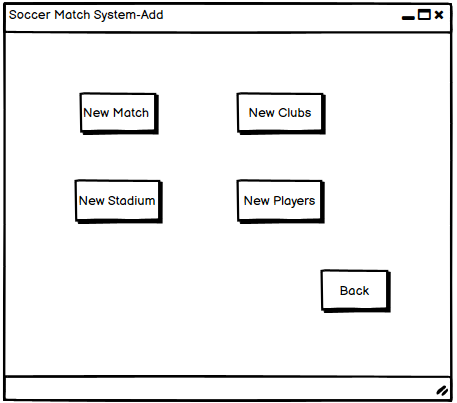 Soccer Match System-Add
New Match
New Clubs
New Stadium
New Players
Back